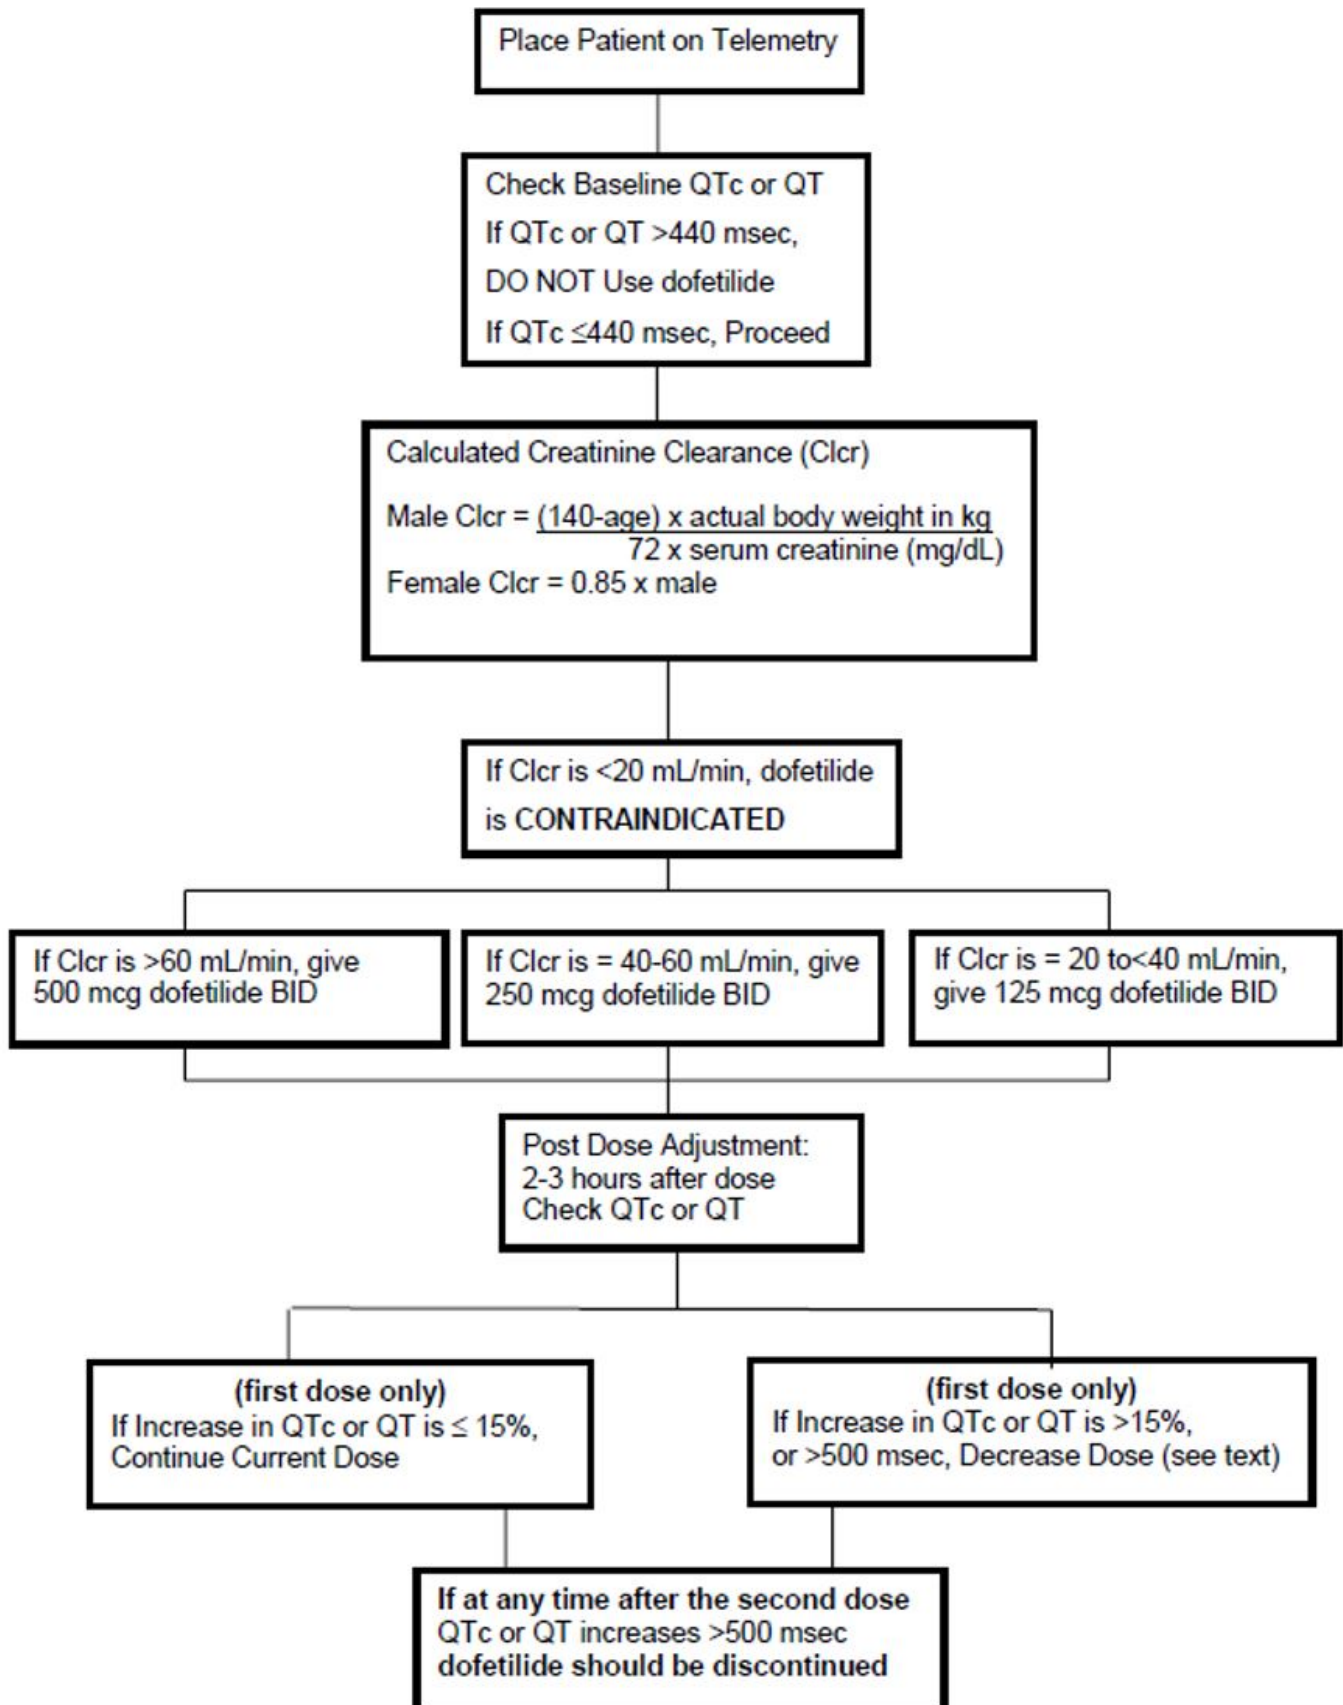 Place Patient on Telemetry
Check Baseline QTc or QT
If QTc or QT >440 msec,
DO NOT Use dofetilide
If QTc ≤440 msec, Proceed
Calculated Creatinine Clearance (Clcr)
Male Clcr = (140-age) x actual body weight in kg
72 x serum creatinine (mg/dL)
Female Clcr = 0.85 x male
If Clcr is <20 mL/min, dofetilide
is CONTRAINDICATED
If Clcr is >60 mL/min, give
500 mcg dofetilide BID
If Clcr is = 40-60 mL/min, give
250 mcg dofetilide BID
If Clcr is = 20 to<40 mL/min,
give 125 mcg dofetilide BID
Post Dose Adjustment:
2-3 hours after dose
Check QTc or QT
(first dose only)
If Increase in QTc or QT is ≤ 15%,
Continue Current Dose
(first dose only)
If Increase in QTc or QT is >15%,
or >500 msec, Decrease Dose (see text)
If at any time after the second dose
QTc or QT increases >500 msec
dofetilide should be discontinued